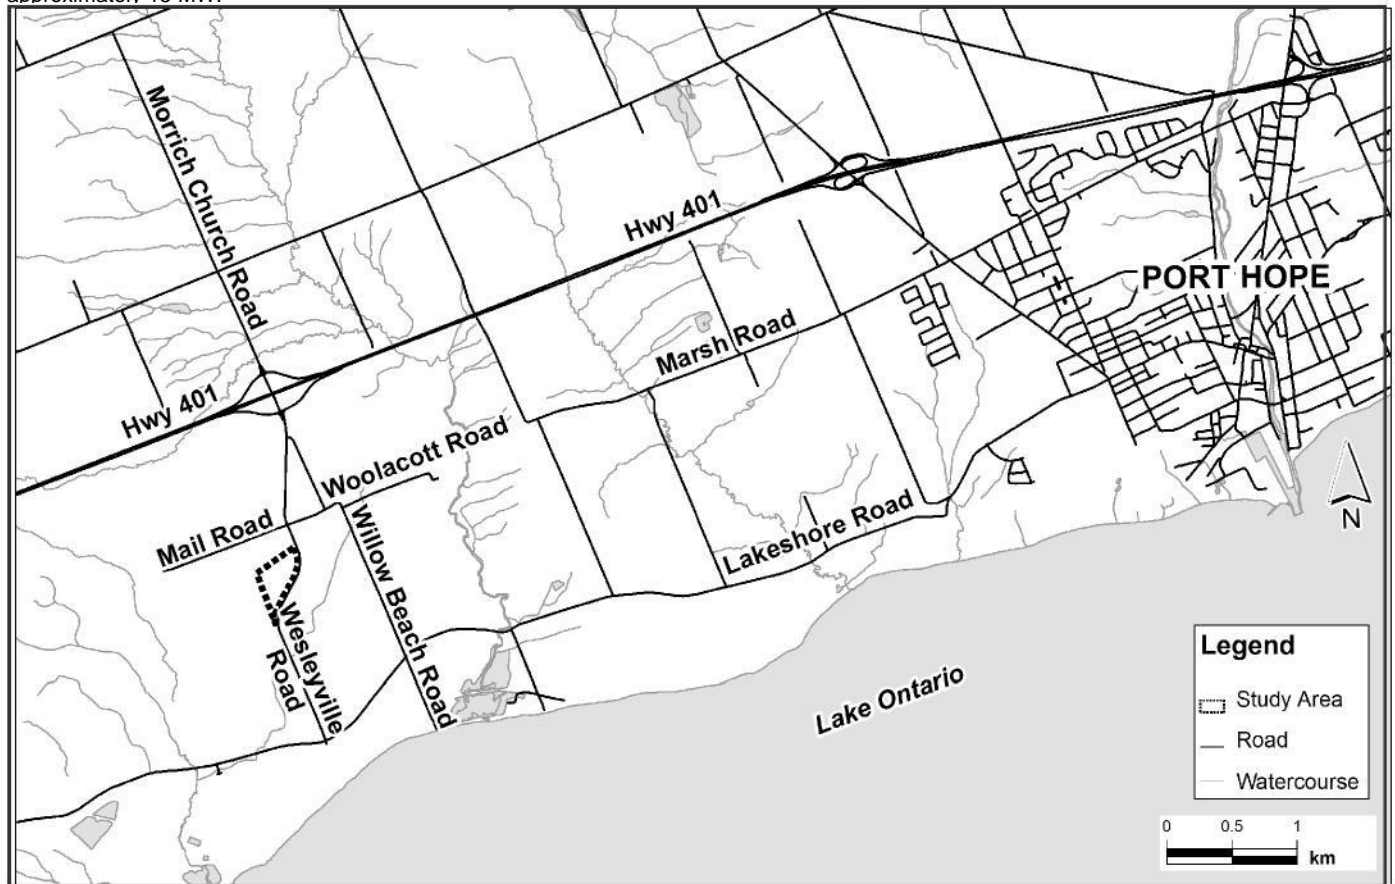 Morrich Church Road
Hwy 401
PORT HOPE
Marsh Road
Hwy 401
Woolacott Road
Mail Road
Willow Beach Road
Lakeshore Road
N
Wesleyville
Road
Lake Ontario
Legend
Study Area
Road
Watercourse
0 0.5 1
km